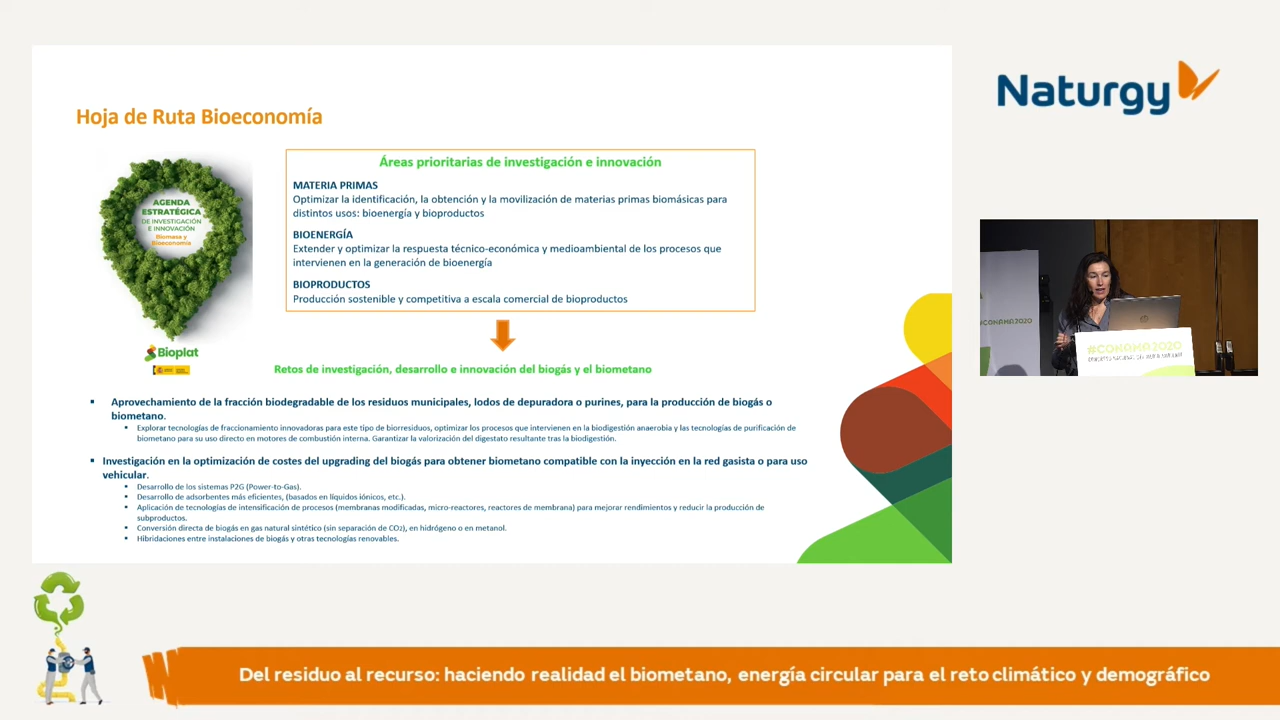 Hoja de Ruta Bioeconomía
AGENDA
ESTRATÉGICA
DE INVESTIGACIÓN
E INNOVACIÓN
Biomasa y
Bioeconomía
Bioplat
Áreas prioritarias de investigación e innovación
MATERIA PRIMAS
Optimizar la identificación, la obtención y la movilización de materias primas biomásicas para
distintos usos: bioenergía y bioproductos
BIOENERGÍA
Extender y optimizar la respuesta técnico-económica y medioambiental de los procesos que
intervienen en la generación de bioenergía
BIOPRODUCTOS
Producción sostenible y competitiva a escala comercial de bioproductos
Retos de investigación, desarrollo e innovación del biogás y el biometano
▪ Aprovechamiento de la fracción biodegradable de los residuos municipales, lodos de depuradora o purines, para la producción de biogás o
biometano.
▪ Explorar tecnologías de fraccionamiento innovadoras para este tipo de biorresiduos, optimizar los procesos que intervienen en la biodigestión anaerobia y las tecnologías de purificación de
biometano para su uso directo en motores de combustión interna. Garantizar la valorización del digestato resultante tras la biodigestión.
▪ Investigación en la optimización de costes del upgrading del biogás para obtener biometano compatible con la inyección en la red gasista o para uso
vehicular.
▪ Desarrollo de los sistemas P2G (Power-to-Gas).
▪ Desarrollo de adsorbentes más eficientes, (basados en líquidos iónicos, etc.).
▪ Aplicación de tecnologías de intensificación de procesos (membranas modificadas, micro-reactores, reactores de membrana) para mejorar rendimientos y reducir la producción de
subproductos.
▪ Conversión directa de biogás en gas natural sintético (sin separación de CO2), en hidrógeno o en metanol.
▪ Hibridaciones entre instalaciones de biogás y otras tecnologías renovables.
Naturgy
#CONAMA2020
#CONAMA2020
Del residuo al recurso: haciendo realidad el biometano, energía circular para el reto climático y demográfico